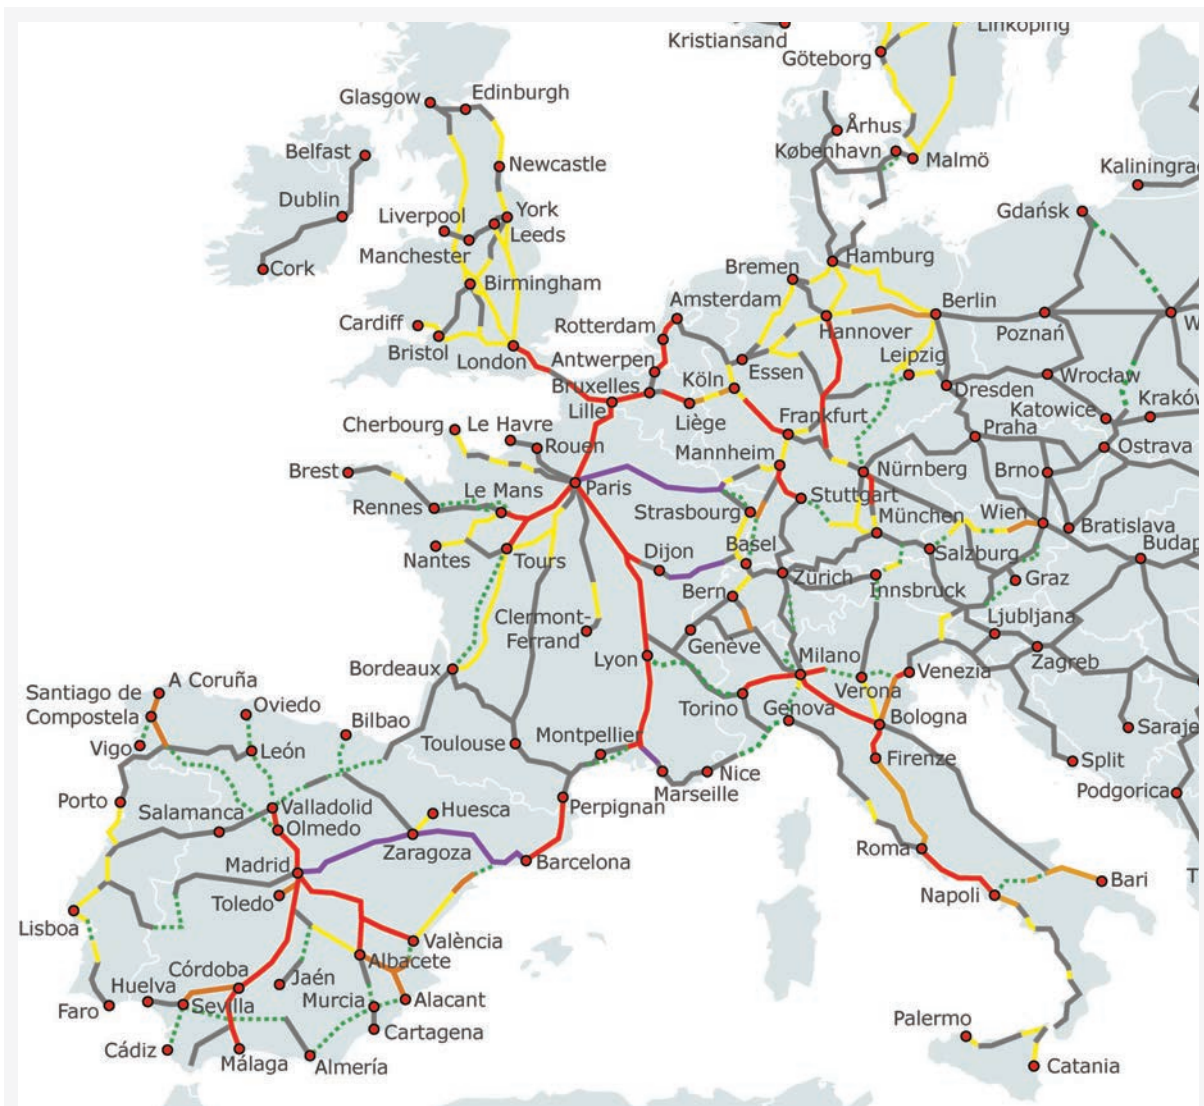 Kristiansand
Linköping
Göteborg
Glasgow
Edinburgh
Århus
Belfast
København
Malmö
Newcastle
Kaliningrad
Dublin
Liverpool
York
Leeds
Gdańsk
Manchester
Cork
Hamburg
Bremen
Birmingham
Amsterdam
Berlin
Cardiff
Rotterdam
Hannover
Poznań
W
Bristol
London
Antwerpen
Essen
Leipzig
Bruxelles
Köln
Wrocław
Dresden
Lille
Liège
Frankfurt
Katowice
Kraków
Cherbourg
Le Havre
Praha
Rouen
Mannheim
Ostrava
Brest
Nürnberg
Brno
Le Mans
Paris
Stuttgart
Rennes
Strasbourg
München
Wien
Bratislava
Nantes
Tours
Dijon
Basel
Salzburg
Budap
Zürich
Innsbruck
Graz
Bern
Clermont-
Ferrand
Ljubljana
Genève
Bordeaux
Lyon
Milano
Zagreb
Venezia
Verona
A Coruña
Santiago de
Compostela
Oviedo
Torino
Genova
Bologna
Bilbao
Saraje
Vigo
León
Toulouse
Montpellier
Firenze
Split
Nice
Marseille
Podgorica
Porto
Salamanca
Valladolid
Huesca
Perpignan
Olmedo
Zaragoza
Roma
Madrid
Barcelona
T
Toledo
Napoli
Bari
Lisboa
València
Albacete
Córdoba
Huelva
Jaén
Faro
Sevilla
Murcia
Alacant
Palermo
Cartagena
Cádiz
Málaga
Almería
Catania